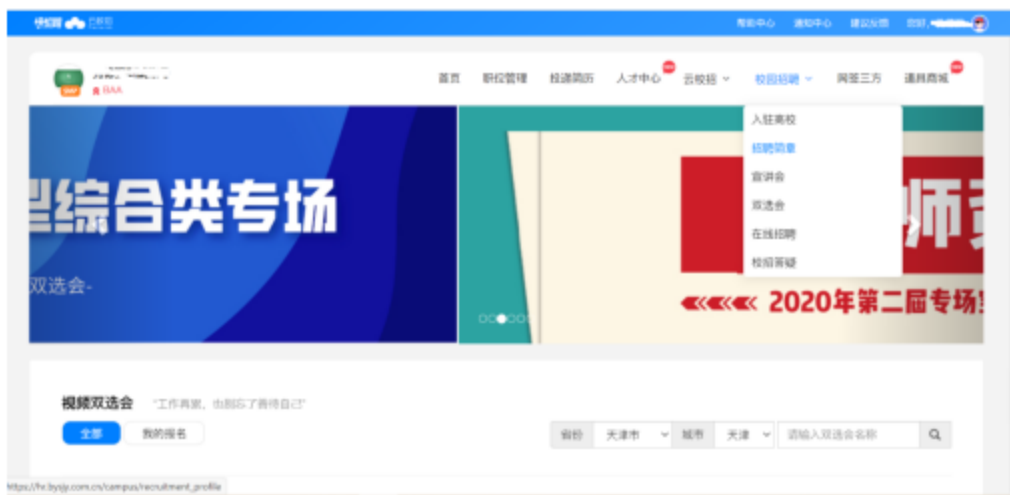 帮助中心 通知中心 建议反馈 您好,
BAA
首页 职位管理 投递简历 人才中心 云校招 校园招聘 网签三方 道具商城
入驻高校
招聘简章
宣讲会
双选会
在线招聘
校招答疑
型综合类专场
双选会-
师资
2020年第二届专场
视频双选会 "工作再累,也别忘了善待自己"
全部 我的报名
省份 天津市 城市 天津 请输入双选会名称
https://hr.bysjy.com.cn/campus/recruitment_profile